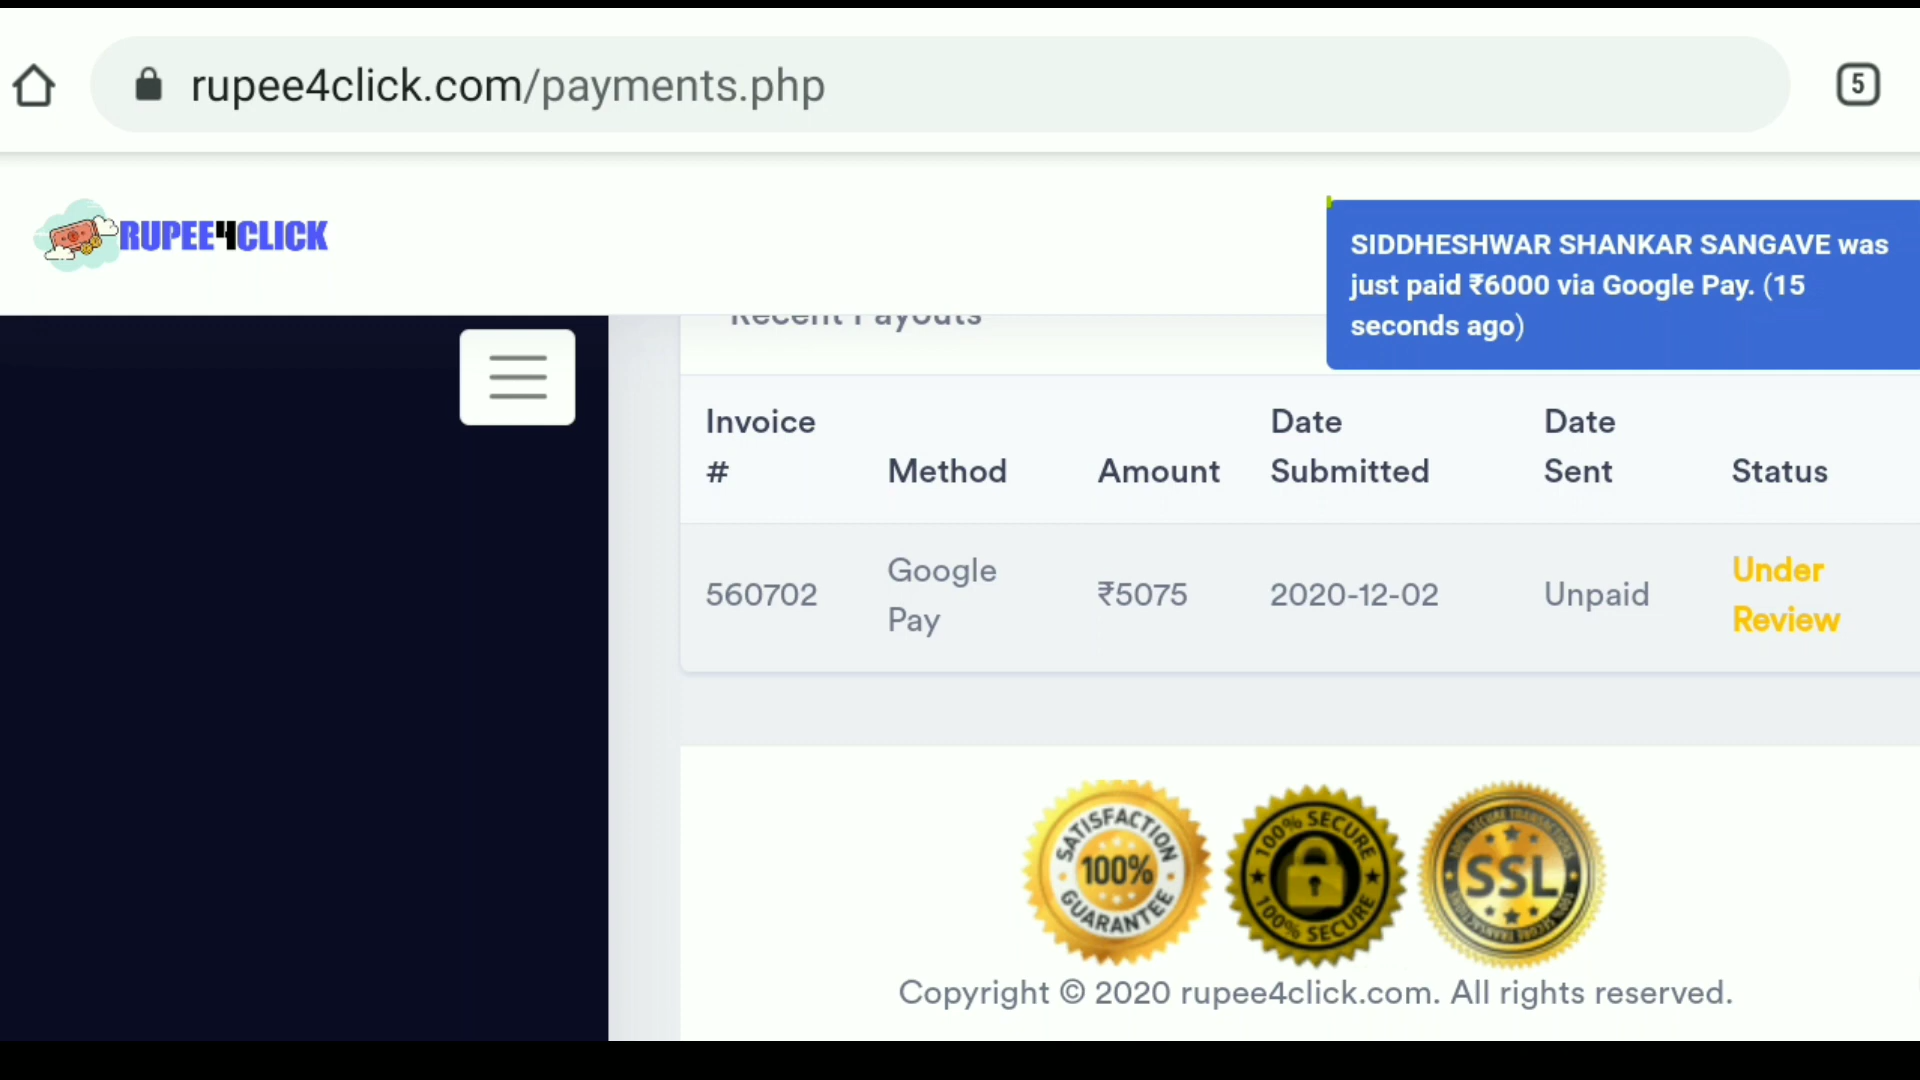 rupee4click.com/payments.php
5
RUPEE4CLICK
SIDDHESHWAR SHANKAR SANGAVE was
just paid ₹6000 via Google Pay. (15
seconds ago)
Recent Payouts
Invoice # Method Amount Date Submitted Date Sent Status
560702 Google Pay ₹5075 2020-12-02 Unpaid Under Review
SATISFACTION 100% GUARANTEE
100% SECURE 100% SECURE
SSL
Copyright © 2020 rupee4click.com. All rights reserved.